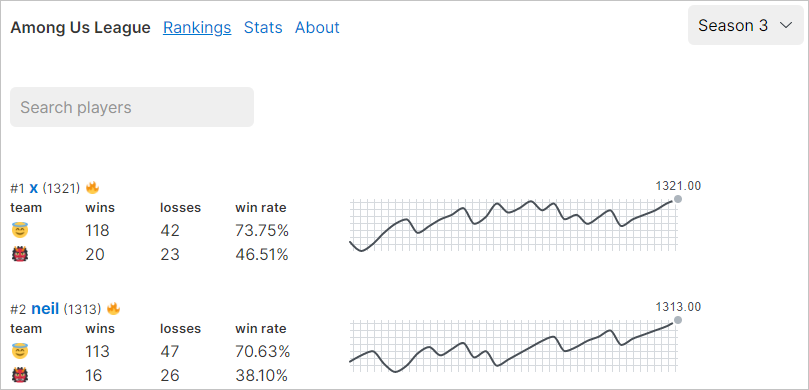 Among Us League Rankings Stats About Season 3
Search players
#1 x (1321) 🔥
1321.00
team wins losses win rate
😇 118 42 73.75%
👹 20 23 46.51%
#2 neil (1313) 🔥
1313.00
team wins losses win rate
😇 113 47 70.63%
👹 16 26 38.10%